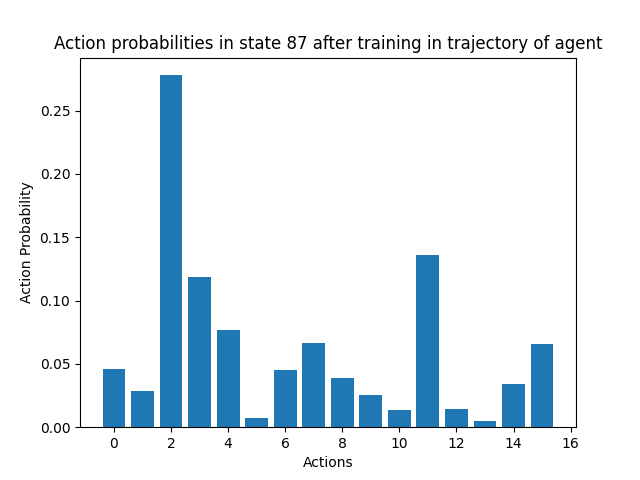 Action probabilities in state 87 after training in trajectory of agent
Action Probability
0.25
0.20
0.15
0.10
0.05
0.00
0 2 4 6 8 10 12 14 16
Actions